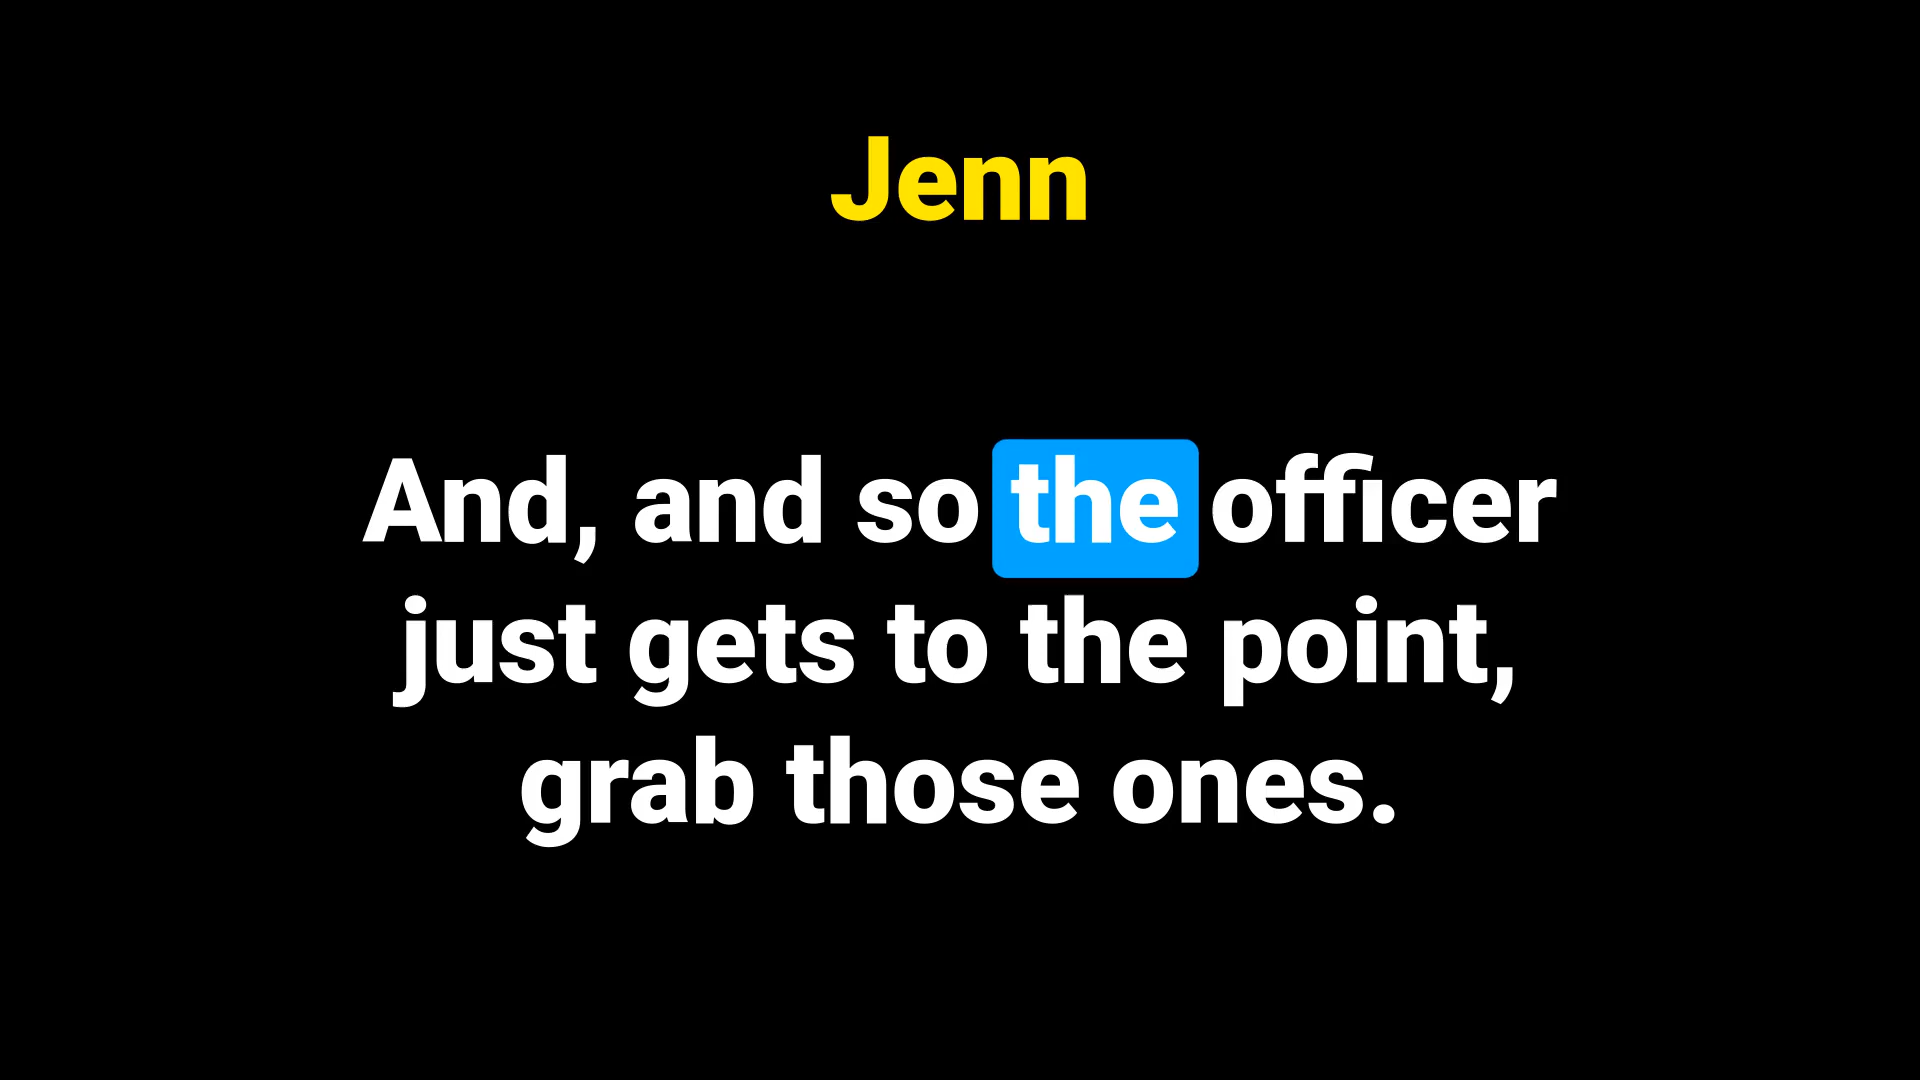 Jenn
And, and so the officer
just gets to the point,
grab those ones.